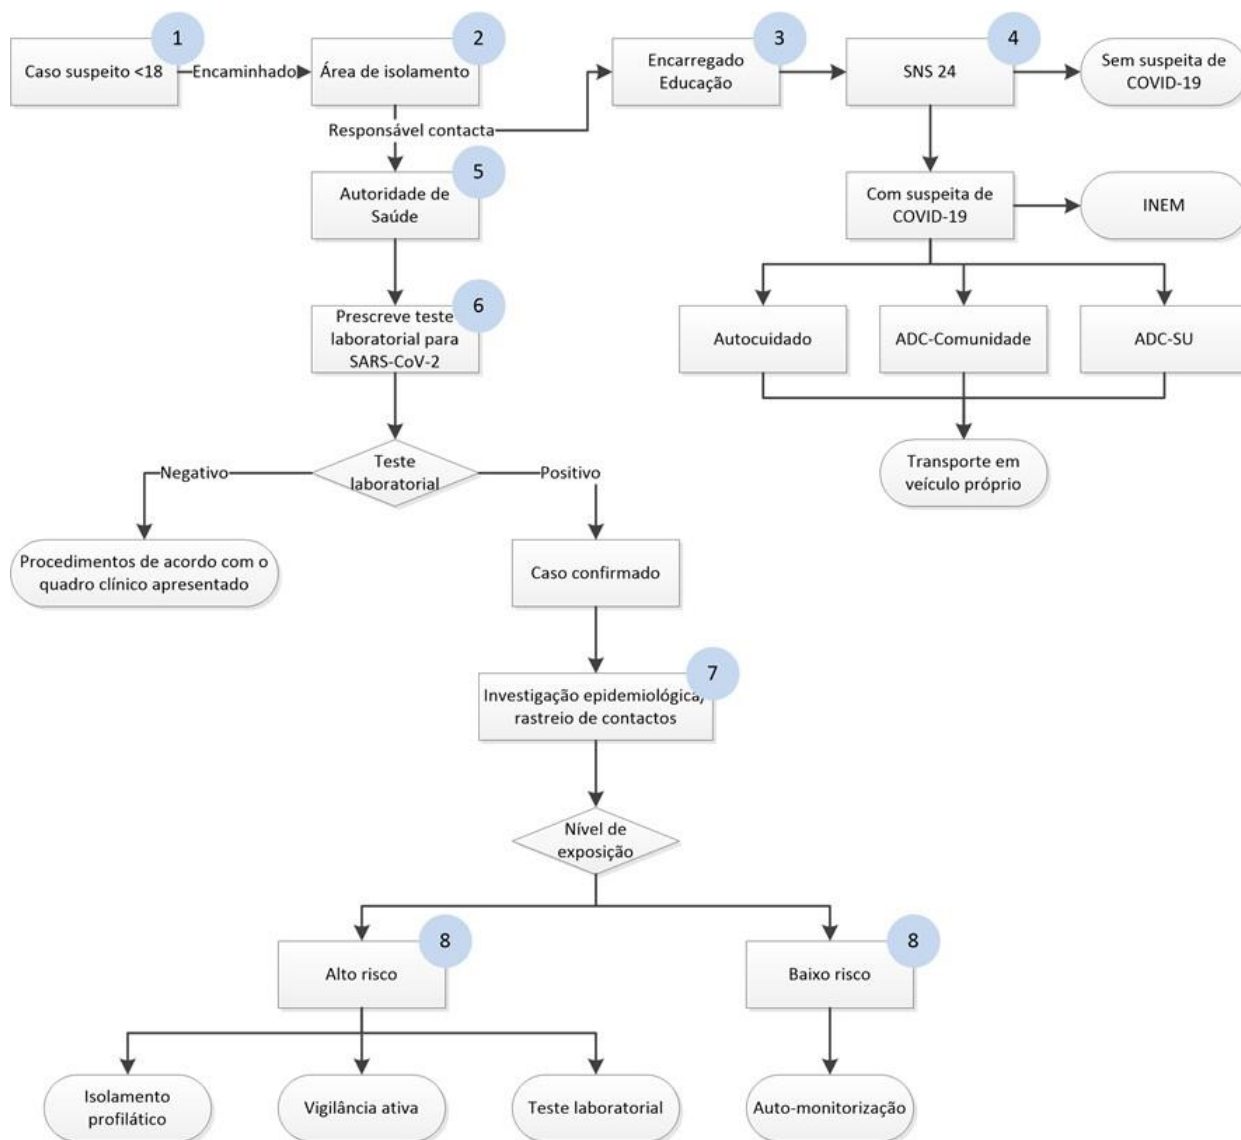 1
2
3
4
Caso suspeito <18
Encaminhado
Área de isolamento
Encarregado
Educação
SNS 24
Sem suspeita de
COVID-19
Responsável contacta
5
Autoridade de
Saúde
Com suspeita de
COVID-19
INEM
6
Prescreve teste
laboratorial para
SARS-CoV-2
Autocuidado
ADC-Comunidade
ADC-SU
Negativo
Teste
laboratorial
Positivo
Transporte em
veículo próprio
Procedimentos de acordo com o
quadro clínico apresentado
Caso confirmado
7
Investigação epidemiológica/
rastreio de contactos
Nível de
exposição
8
Alto risco
8
Baixo risco
Isolamento
profilático
Vigilância ativa
Teste laboratorial
Auto-monitorização